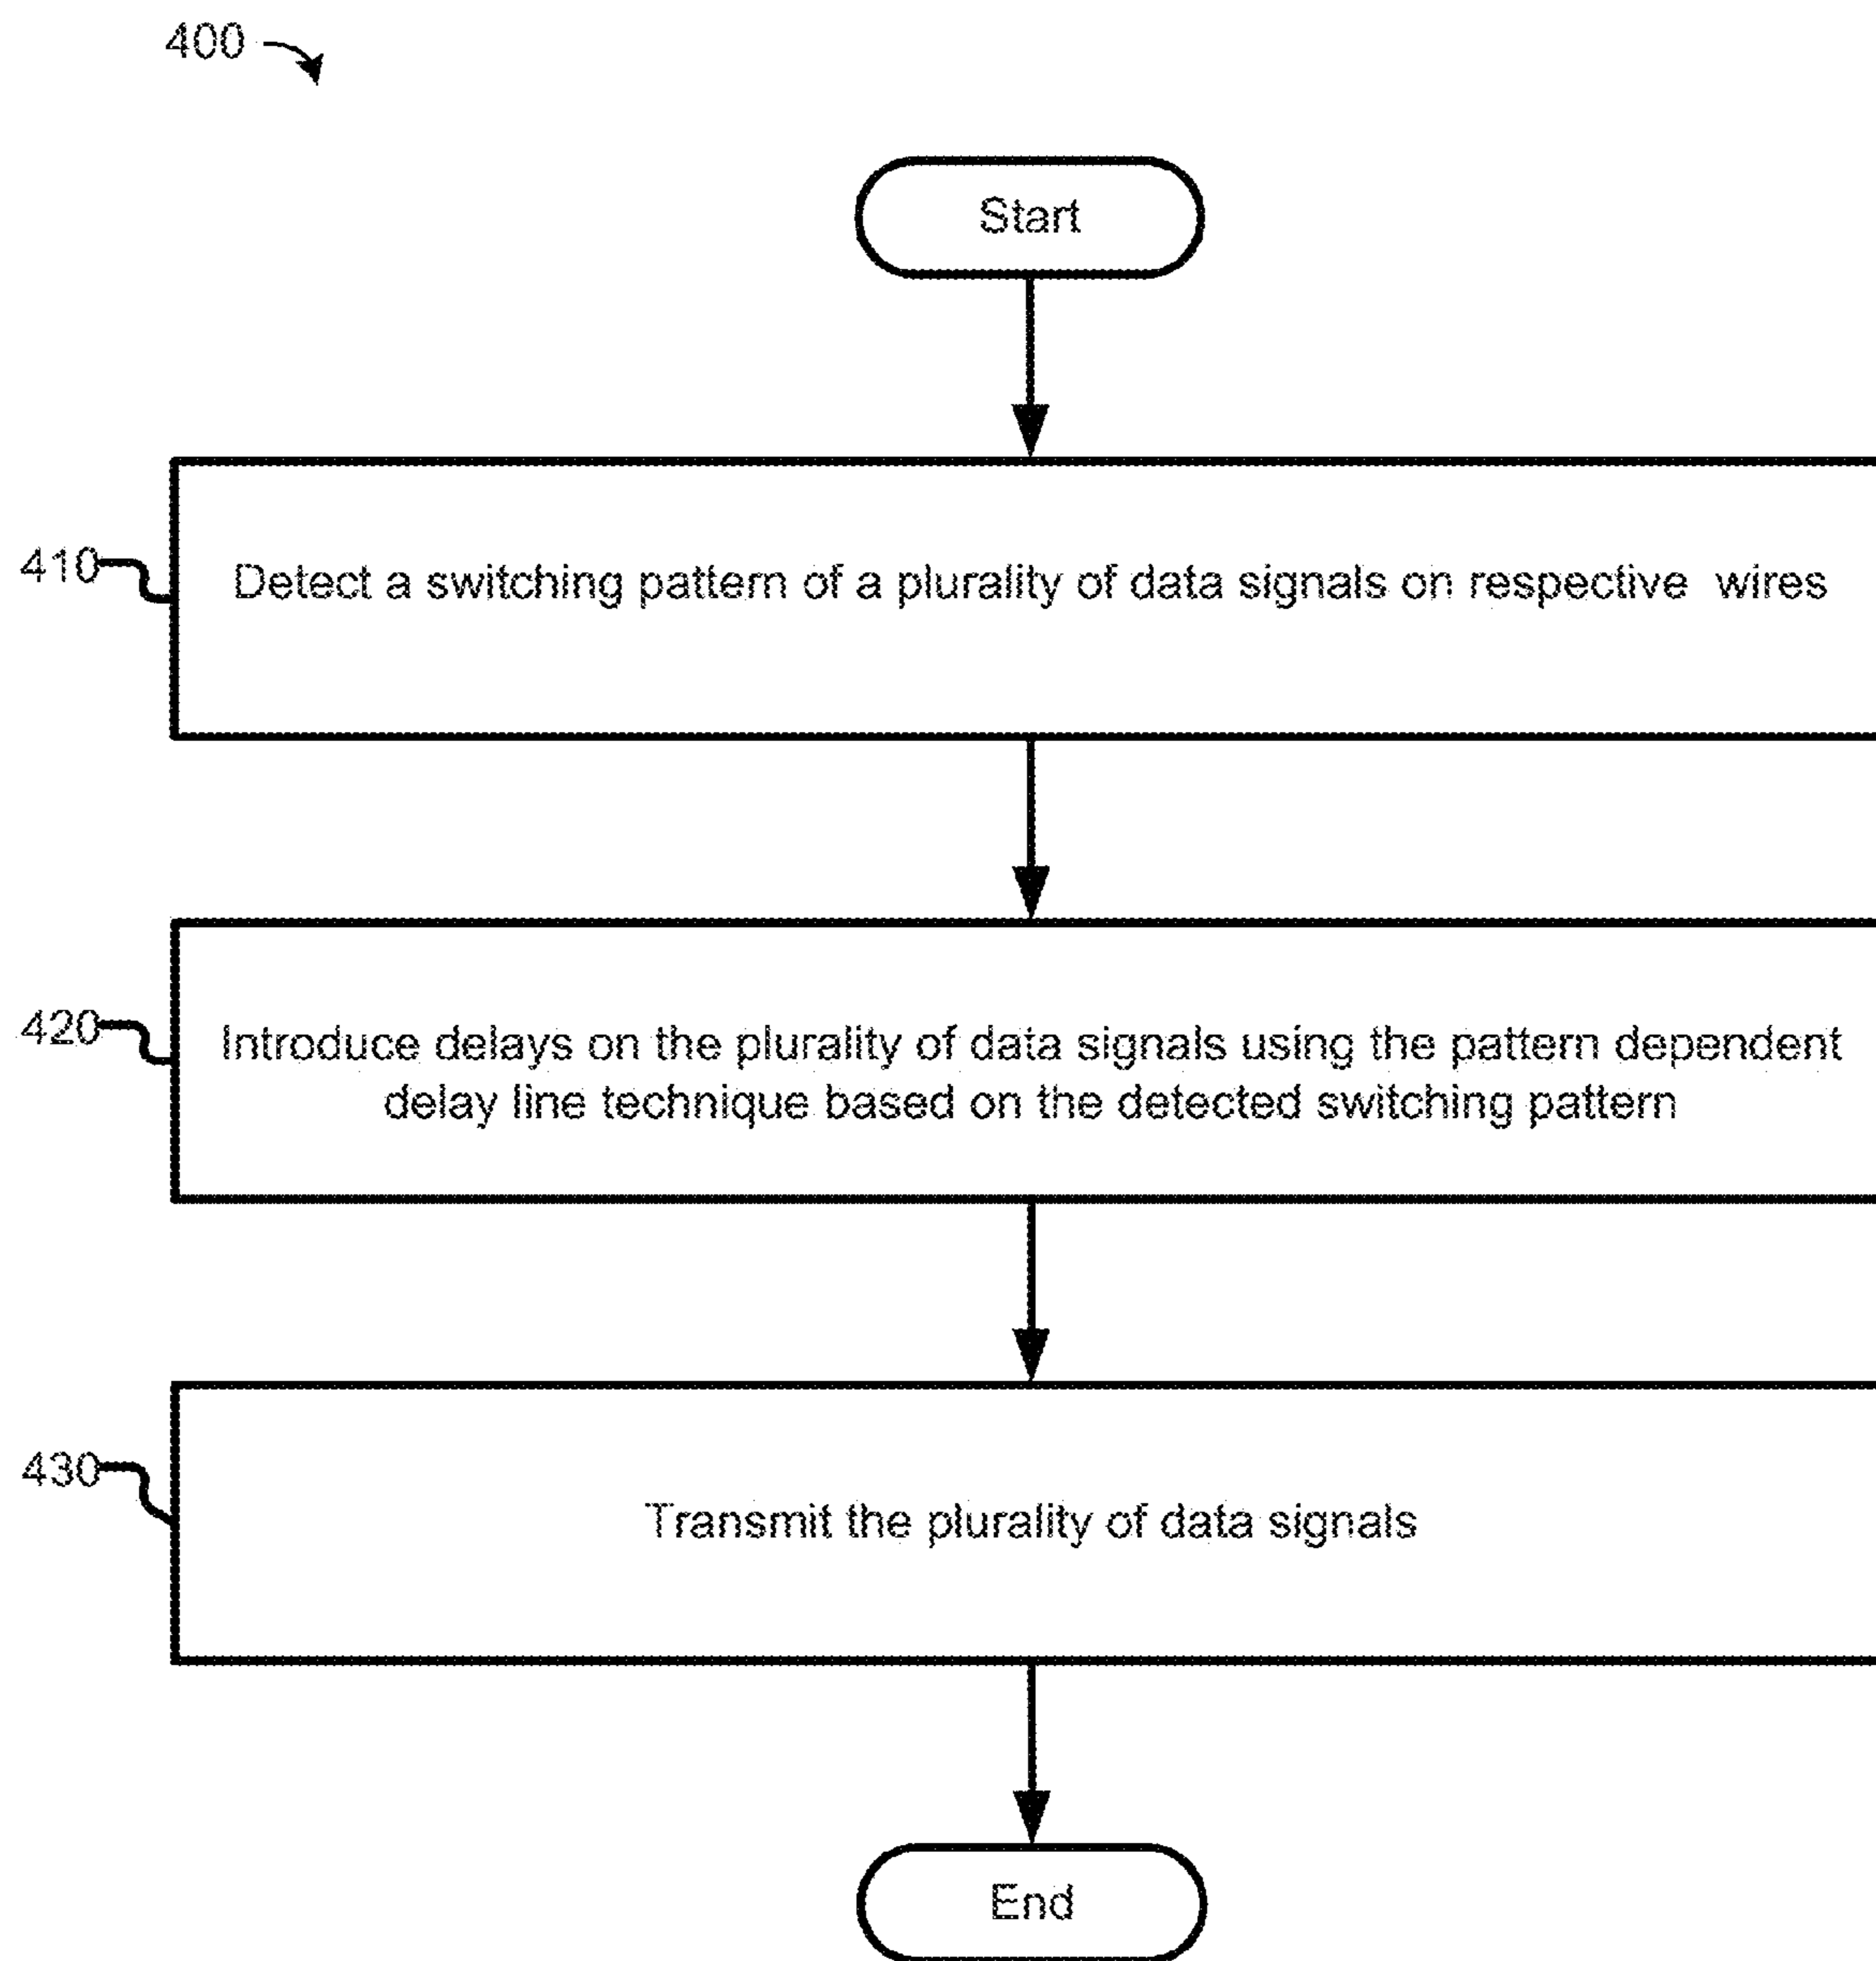 400
Start
410
Detect a switching pattern of a plurality of data signals on respective wires
420
Introduce delays on the plurality of data signals using the pattern dependent
delay line technique based on the detected switching pattern
430
Transmit the plurality of data signals
End